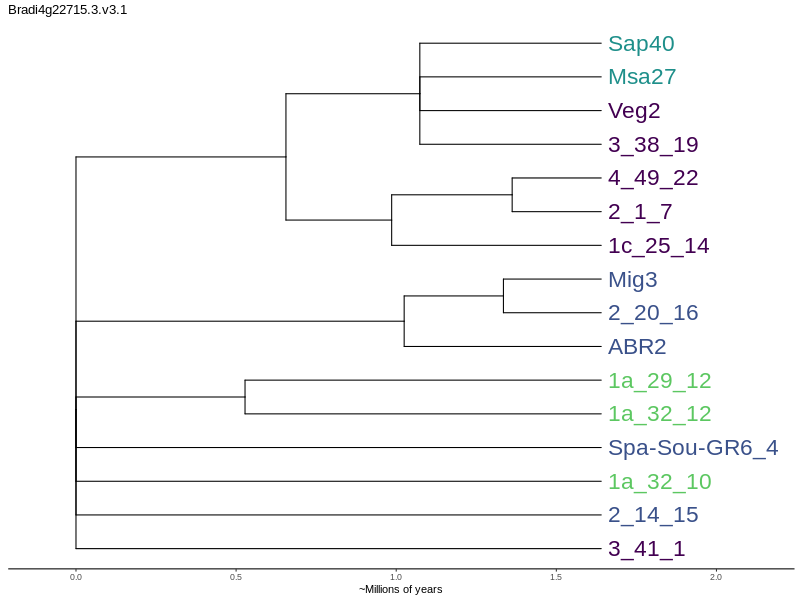 Bradi4g22715.3.v3.1
Sap40
Msa27
Veg2
3_38_19
4_49_22
2_1_7
1c_25_14
Mig3
2_20_16
ABR2
1a_29_12
1a_32_12
Spa-Sou-GR6_4
1a_32_10
2_14_15
3_41_1
0.0 0.5 1.0 1.5 2.0
~Millions of years